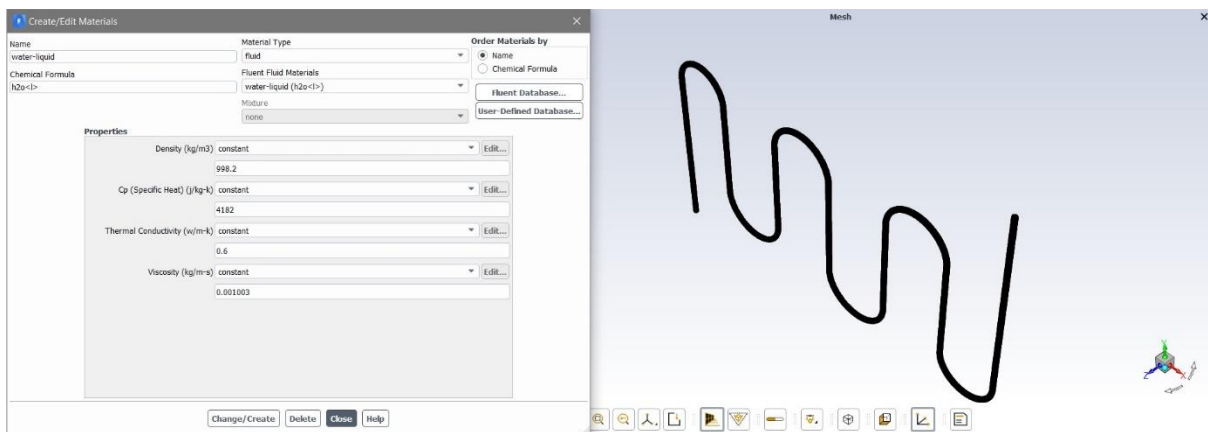 Create/Edit Materials
Mesh
Name
water-liquid
Chemical Formula
h2o<l>
Material Type
fluid
Fluent Fluid Materials
water-liquid (h2o<l>)
Mixture
none
Order Materials by
Name
Chemical Formula
Fluent Database...
User-Defined Database...
Properties
Density (kg/m3) constant Edit...
998.2
Cp (Specific Heat) (j/kg-k) constant Edit...
4182
Thermal Conductivity (w/m-k) constant Edit...
0.6
Viscosity (kg/m-s) constant Edit...
0.001003
Change/Create Delete Close Help
Y
Z X